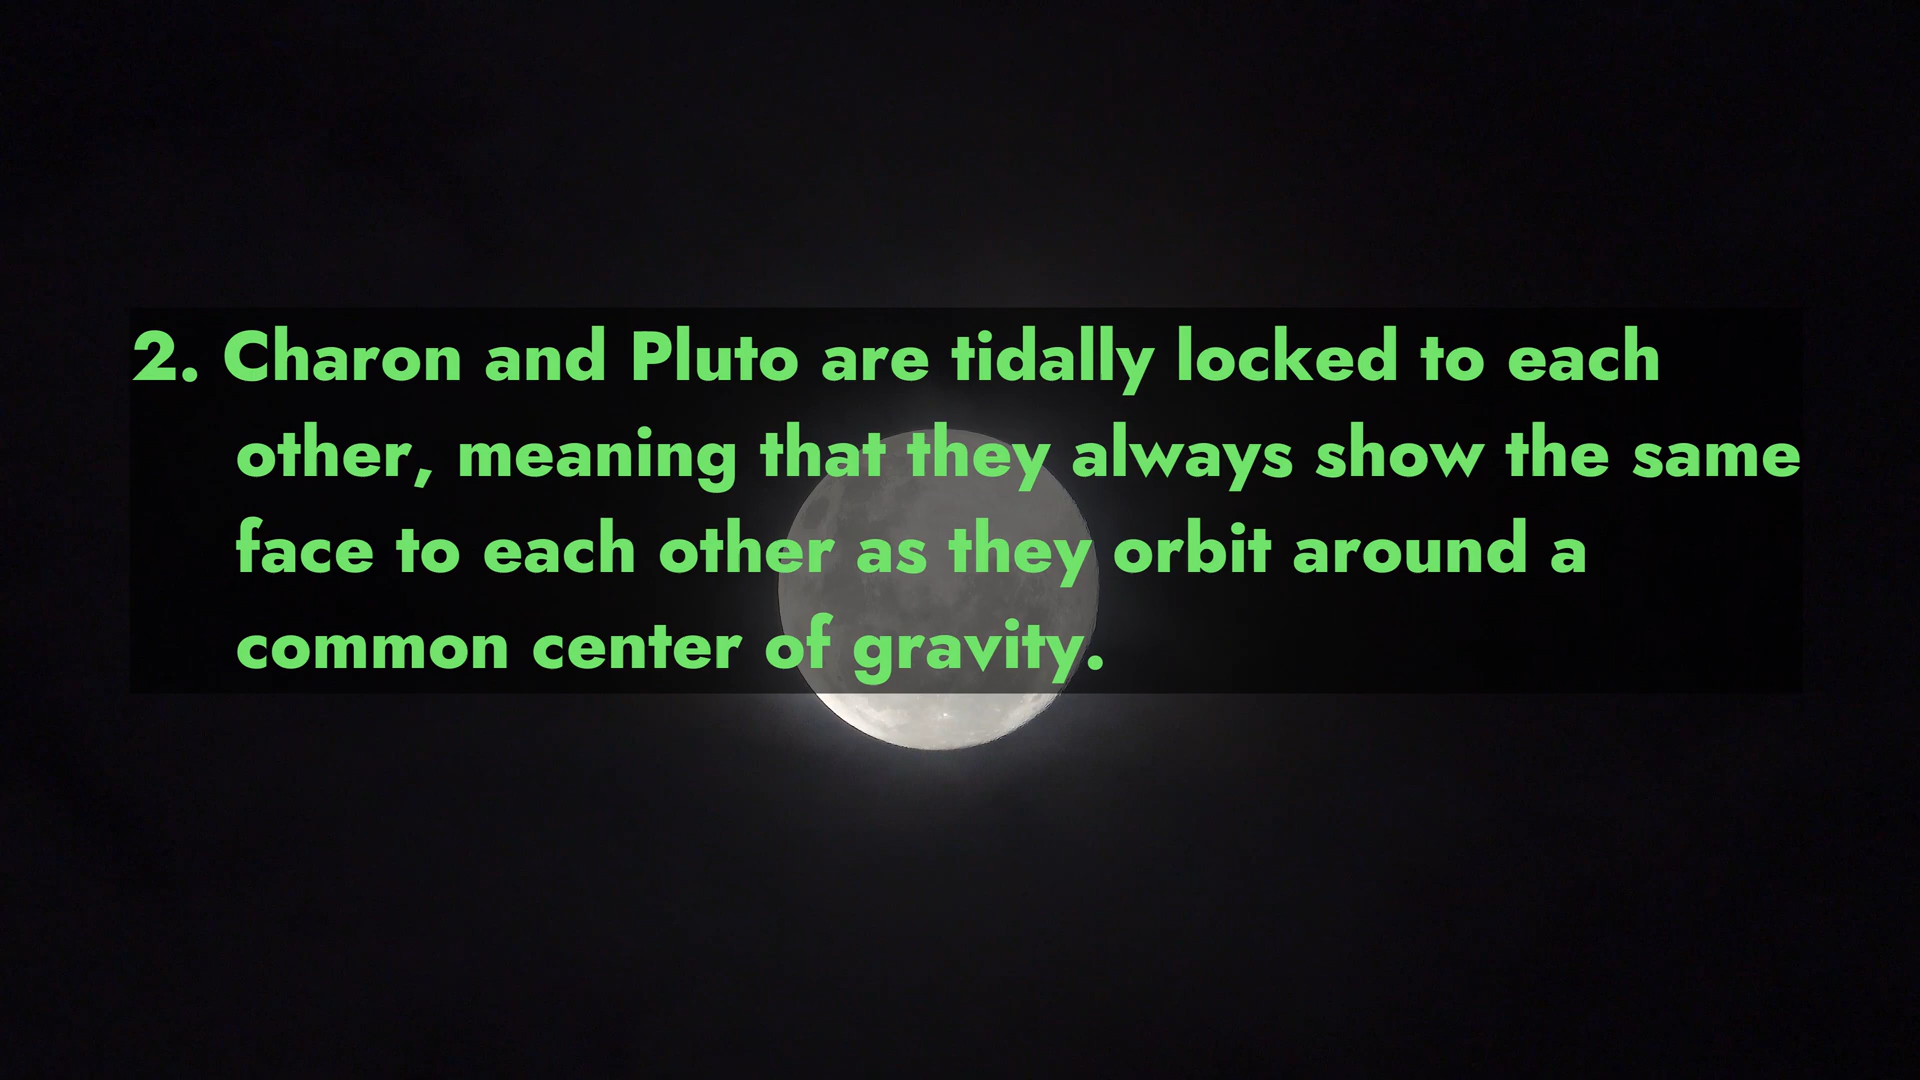 2. Charon and Pluto are tidally locked to each
other, meaning that they always show the same
face to each other as they orbit around a
common center of gravity.